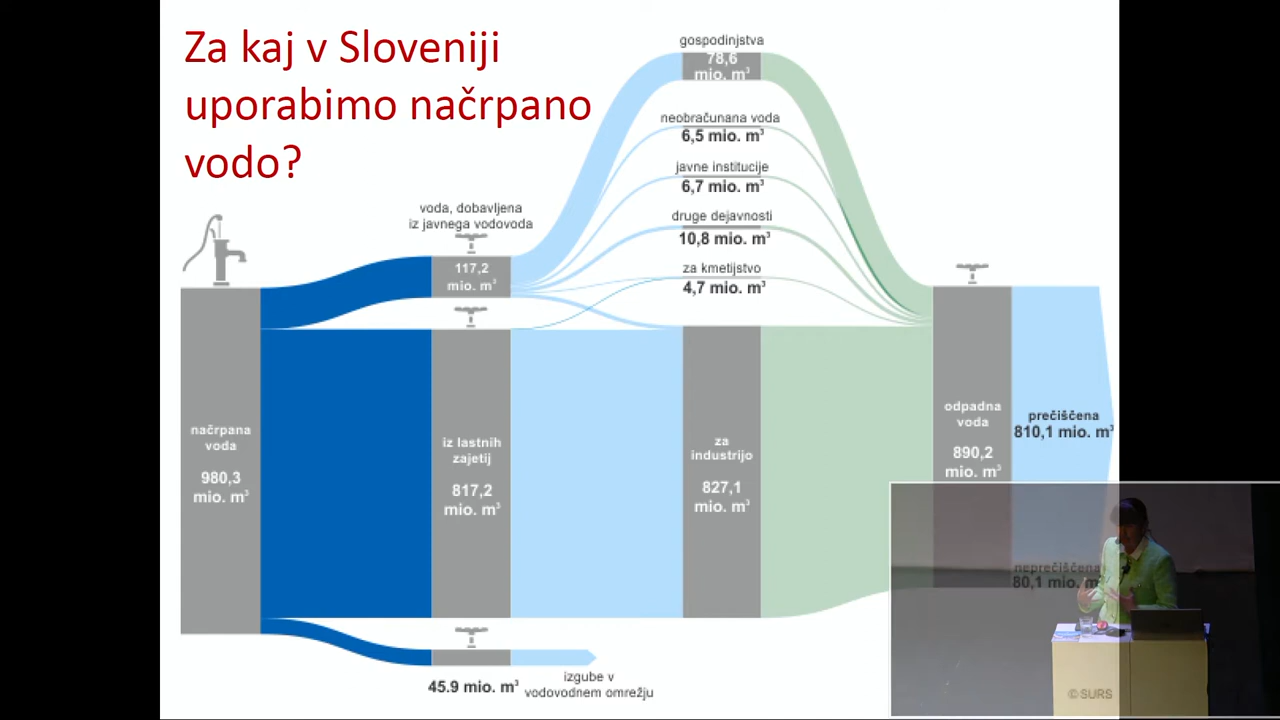 Za kaj v Sloveniji
uporabimo načrpano
vodo?
gospodinjstva
78,6
mio. m³
neobračunana voda
6,5 mio. m³
javne institucije
6,7 mio. m³
druge dejavnosti
10,8 mio. m³
za kmetijstvo
4,7 mio. m³
voda, dobavljena
iz javnega vodovoda
117,2
mio. m³
načrpana
voda
980,3
mio. m³
iz lastnih
zajetij
817,2
mio. m³
za
industrijo
827,1
mio. m³
odpadna
voda
890,2
mio. m³
prečiščena
810,1 mio. m³
neprečiščena
80,1 mio. m³
45.9 mio. m³
izgube v
vodovodnem omrežju
© SURS